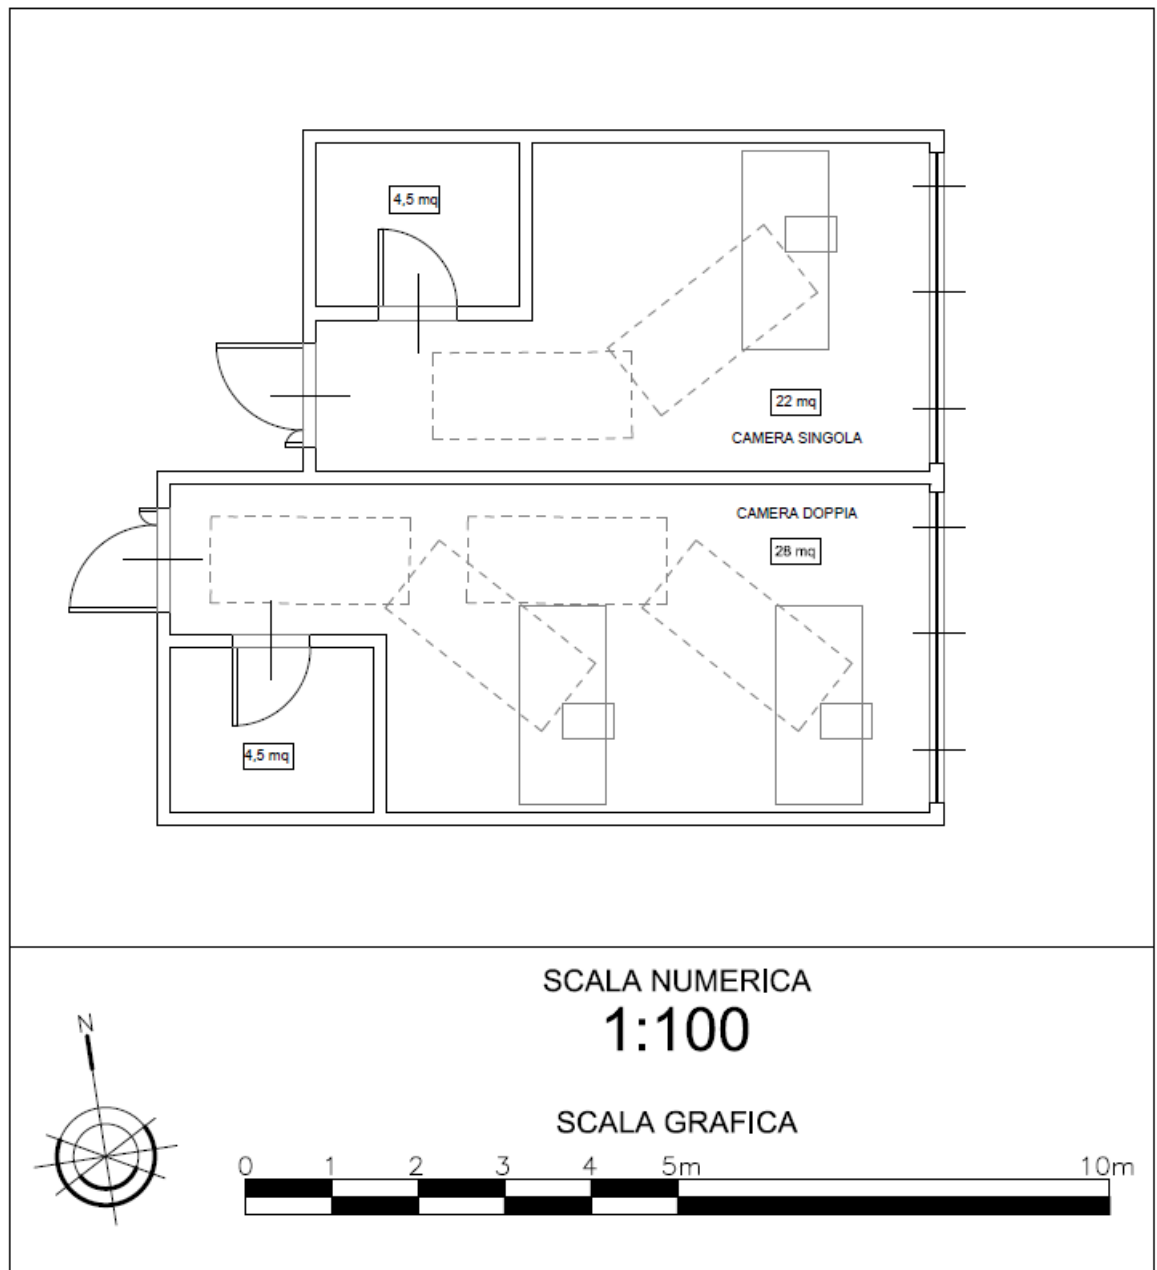 4,5 mq
22 mq
CAMERA SINGOLA
CAMERA DOPPIA
28 mq
4,5 mq
SCALA NUMERICA
1:100
N
SCALA GRAFICA
0 1 2 3 4 5m 10m